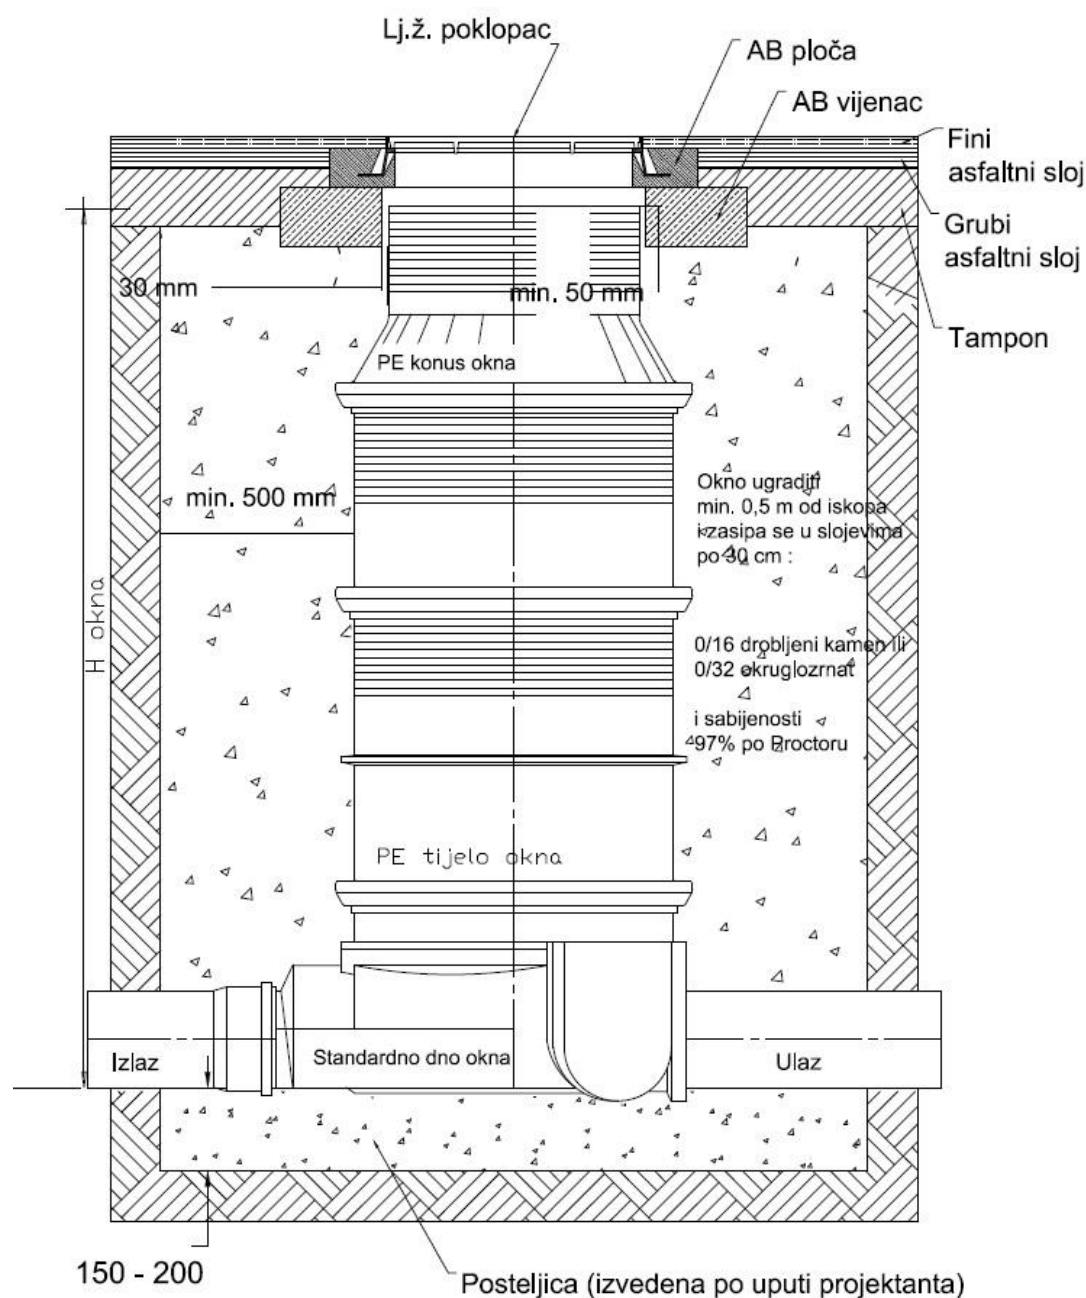 Lj.ž. poklopac
AB ploča
AB vijenac
Fini
asfaltni sloj
Grubi
asfaltni sloj
Tampon
30 mm
min. 50 mm
PE konus okna
min. 500 mm
Okno ugraditi
min. 0,5 m od iskopa
i zasipa se u slojevima
po 30 cm :
H okna
0/16 drobljeni kamen ili
0/32 okruglozrnat
i sabijenosti
97% po Proctoru
PE tijelo okna
Izlaz
Standardno dno okna
Ulaz
150 - 200
Posteljica (izvedena po uputi projektanta)